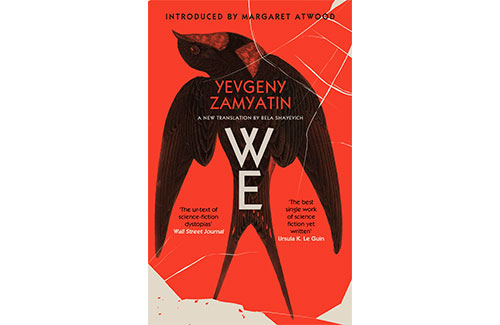 INTRODUCED BY MARGARET ATWOOD
YEVGENY
ZAMYATIN
A NEW TRANSLATION BY BELA SHAYEVICH
W
E
'The ur-text of
science-fiction
dystopias'
Wall Street Journal
'The best
single work
of science
fiction yet
written'
Ursula K. Le Guin